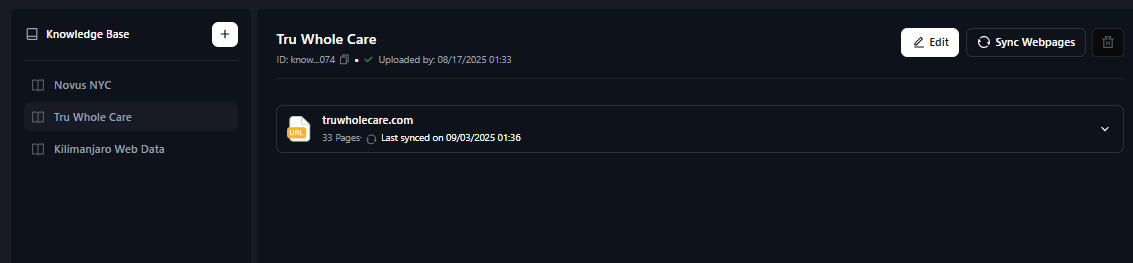 Knowledge Base
+
Novus NYC
Tru Whole Care
Kilimanjaro Web Data
Tru Whole Care
ID: know...074 • ✓ Uploaded by: 08/17/2025 01:33
Edit
Sync Webpages
URL
truwholecare.com
33 Pages· Last synced on 09/03/2025 01:36